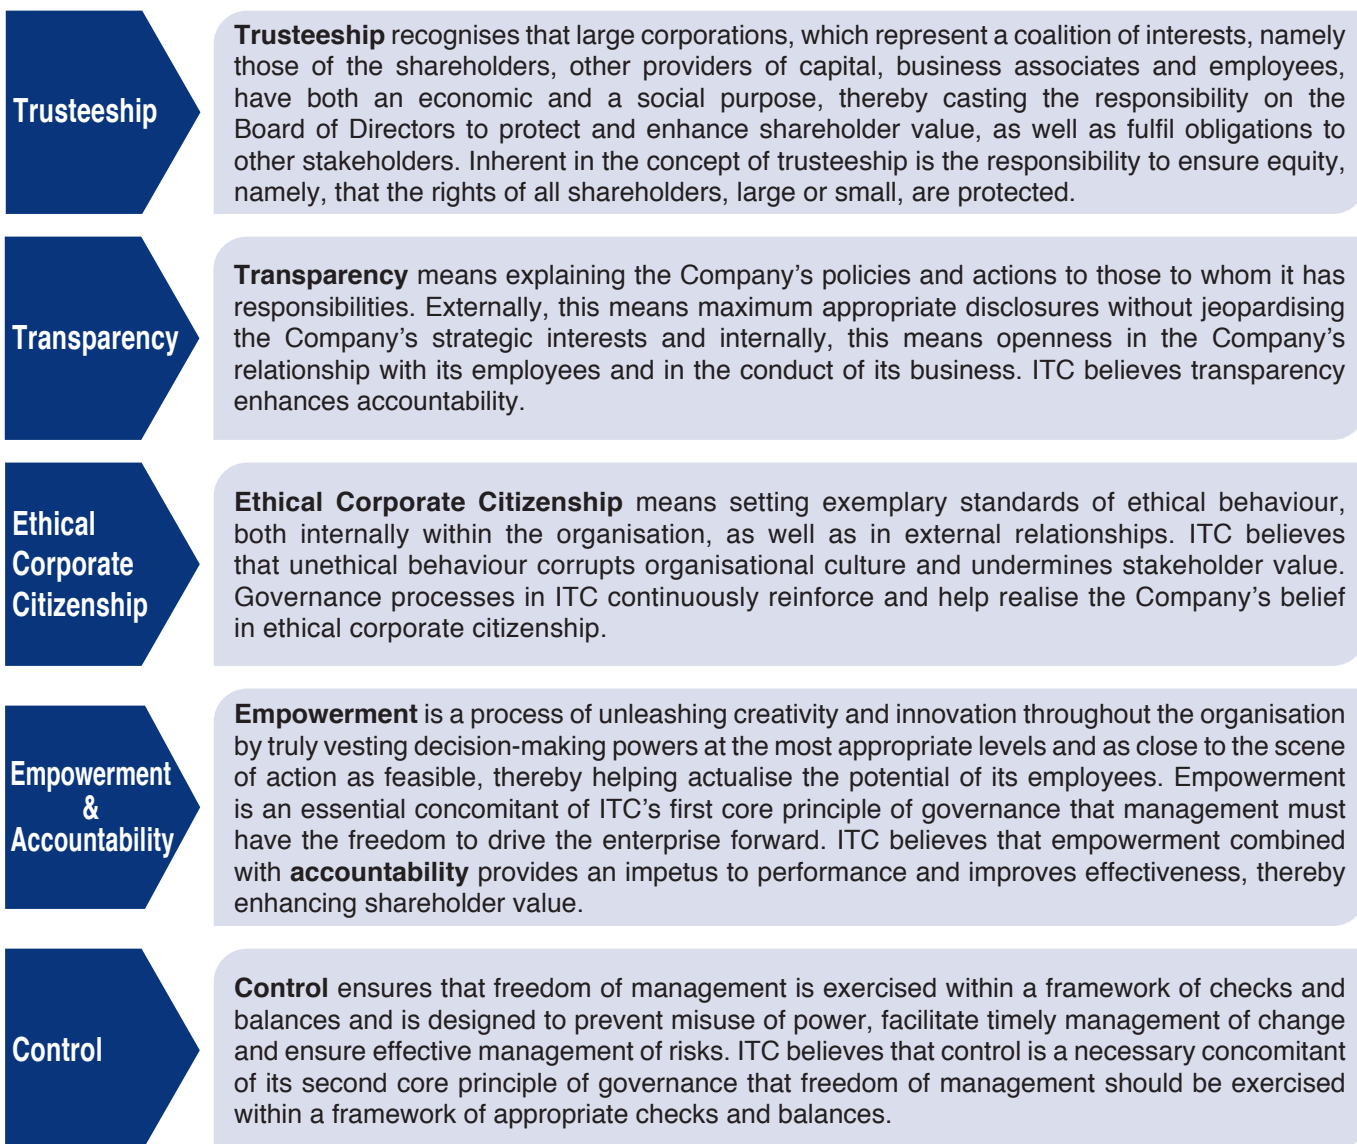 Trusteeship
Trusteeship recognises that large corporations, which represent a coalition of interests, namely
those of the shareholders, other providers of capital, business associates and employees,
have both an economic and a social purpose, thereby casting the responsibility on the
Board of Directors to protect and enhance shareholder value, as well as fulfil obligations to
other stakeholders. Inherent in the concept of trusteeship is the responsibility to ensure equity,
namely, that the rights of all shareholders, large or small, are protected.
Transparency
Transparency means explaining the Company’s policies and actions to those to whom it has
responsibilities. Externally, this means maximum appropriate disclosures without jeopardising
the Company’s strategic interests and internally, this means openness in the Company’s
relationship with its employees and in the conduct of its business. ITC believes transparency
enhances accountability.
Ethical
Corporate
Citizenship
Ethical Corporate Citizenship means setting exemplary standards of ethical behaviour,
both internally within the organisation, as well as in external relationships. ITC believes
that unethical behaviour corrupts organisational culture and undermines stakeholder value.
Governance processes in ITC continuously reinforce and help realise the Company’s belief
in ethical corporate citizenship.
Empowerment
&
Accountability
Empowerment is a process of unleashing creativity and innovation throughout the organisation
by truly vesting decision-making powers at the most appropriate levels and as close to the scene
of action as feasible, thereby helping actualise the potential of its employees. Empowerment
is an essential concomitant of ITC’s first core principle of governance that management must
have the freedom to drive the enterprise forward. ITC believes that empowerment combined
with accountability provides an impetus to performance and improves effectiveness, thereby
enhancing shareholder value.
Control
Control ensures that freedom of management is exercised within a framework of checks and
balances and is designed to prevent misuse of power, facilitate timely management of change
and ensure effective management of risks. ITC believes that control is a necessary concomitant
of its second core principle of governance that freedom of management should be exercised
within a framework of appropriate checks and balances.